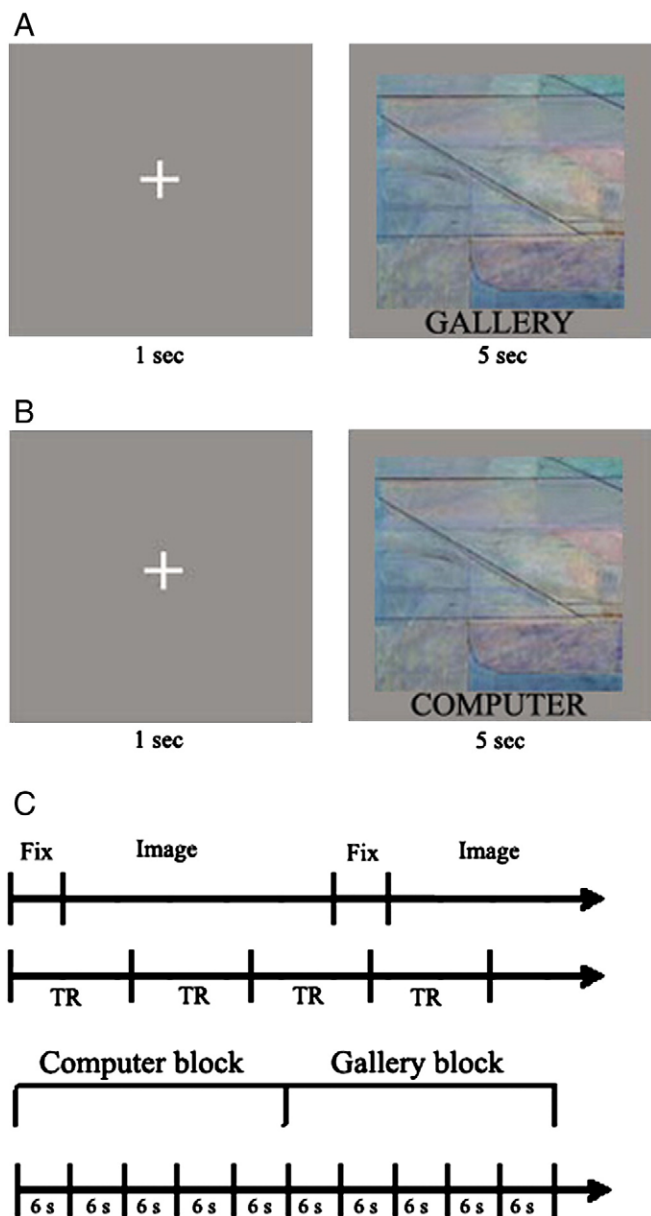 A
GALLERY
1 sec 5 sec
B
COMPUTER
1 sec 5 sec
C
Fix Image Fix Image
TR TR TR TR
Computer block Gallery block
6 s 6 s 6 s 6 s 6 s 6 s 6 s 6 s 6 s 6 s